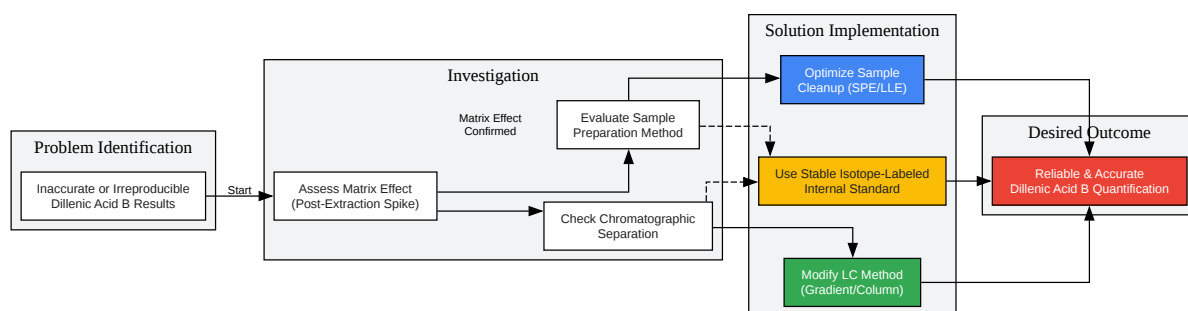 Problem Identification
Inaccurate or Irreproducible
Dillenic Acid B Results
Start
Investigation
Assess Matrix Effect
(Post-Extraction Spike)
Matrix Effect
Confirmed
Evaluate Sample
Preparation Method
Check Chromatographic
Separation
Solution Implementation
Optimize Sample
Cleanup (SPE/LLE)
Use Stable Isotope-Labeled
Internal Standard
Modify LC Method
(Gradient/Column)
Desired Outcome
Reliable & Accurate
Dillenic Acid B Quantification